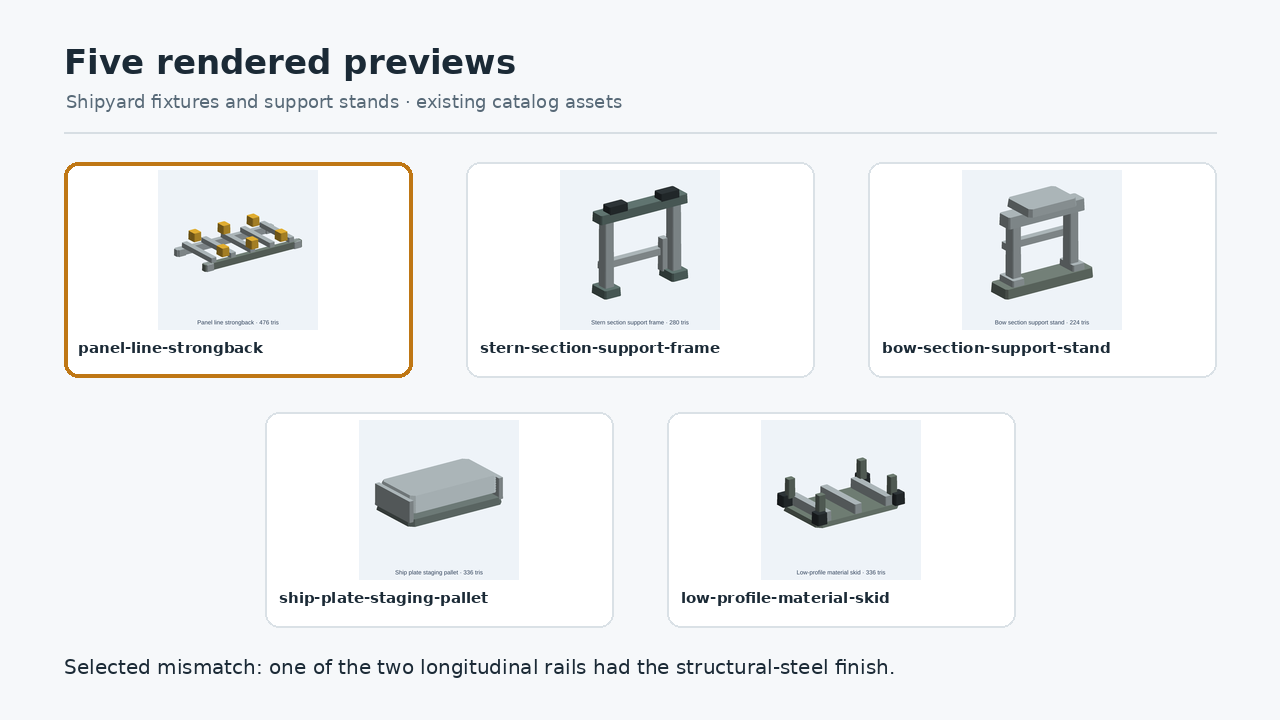 Five rendered previews
Shipyard fixtures and support stands · existing catalog assets
Panel line strongback · 476 tris
panel-line-strongback
Stern section support frame · 280 tris
stern-section-support-frame
Bow section support stand · 224 tris
bow-section-support-stand
Ship plate staging pallet · 336 tris
ship-plate-staging-pallet
Low-profile material skid · 336 tris
low-profile-material-skid
Selected mismatch: one of the two longitudinal rails had the structural-steel finish.